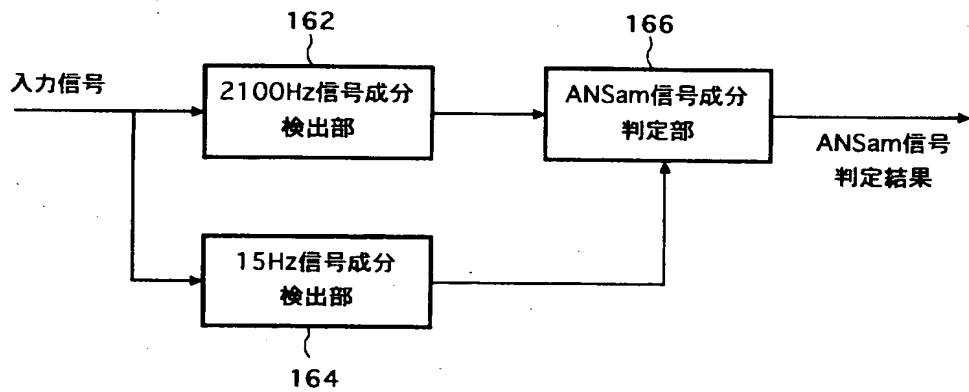 162
166
入力信号
2100Hz信号成分
検出部
ANSam信号成分
判定部
ANSam信号
判定結果
15Hz信号成分
検出部
164